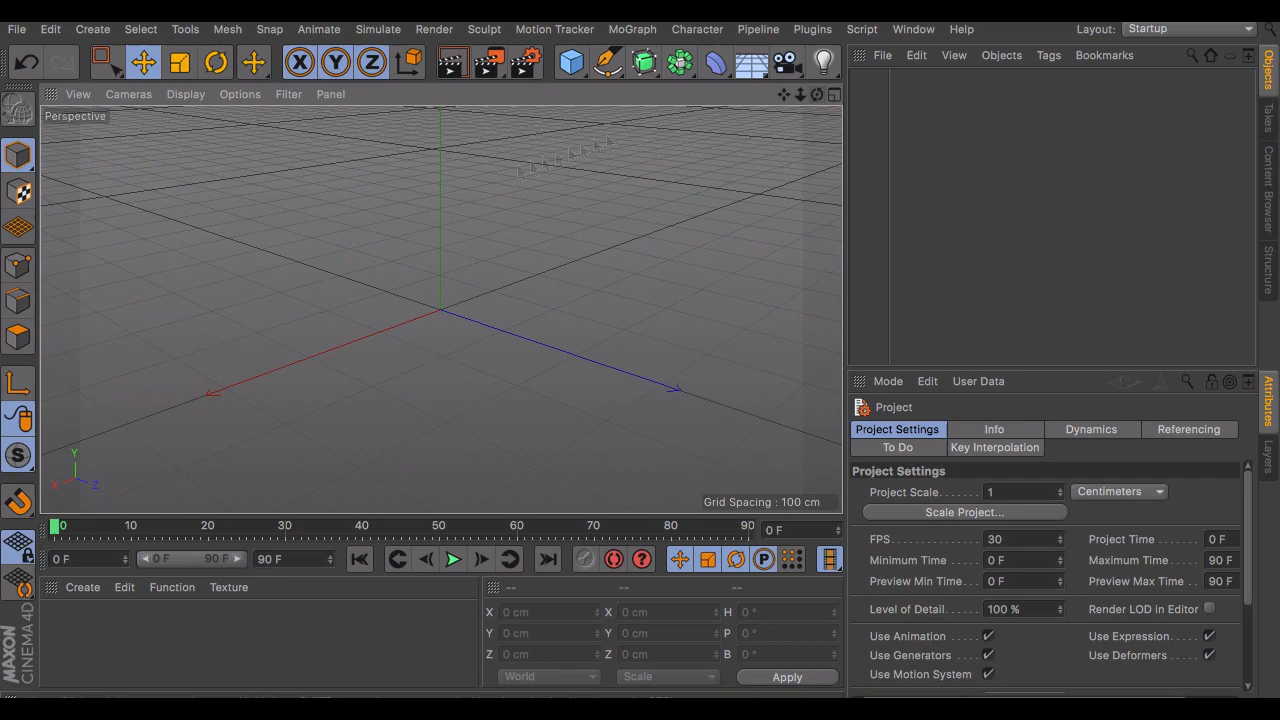 File Edit Create Select Tools Mesh Snap Animate Simulate Render Sculpt Motion Tracker MoGraph Character Pipeline Plugins Script Window Help Layout: Startup
X Y Z
File Edit View Objects Tags Bookmarks
View Cameras Display Options Filter Panel
Perspective
Y
X Z
Grid Spacing : 100 cm
Objects
Takes
Content Browser
Structure
Mode Edit User Data
Project
Project Settings Info Dynamics Referencing
To Do Key Interpolation
Project Settings
Project Scale 1 Centimeters
Scale Project...
FPS 30 Project Time 0 F
Minimum Time 0 F Maximum Time 90 F
Preview Min Time 0 F Preview Max Time 90 F
Level of Detail 100 % Render LOD in Editor
Use Animation Use Expression
Use Generators Use Deformers
Use Motion System
Attributes
Layers
0 10 20 30 40 50 60 70 80 90 0 F
0 F 0 F 90 F 90 F ? P
S
Create Edit Function Texture
-- -- --
X 0 cm X 0 cm H 0 °
Y 0 cm Y 0 cm P 0 °
Z 0 cm Z 0 cm B 0 °
World Scale Apply
MAXON
CINEMA 4D